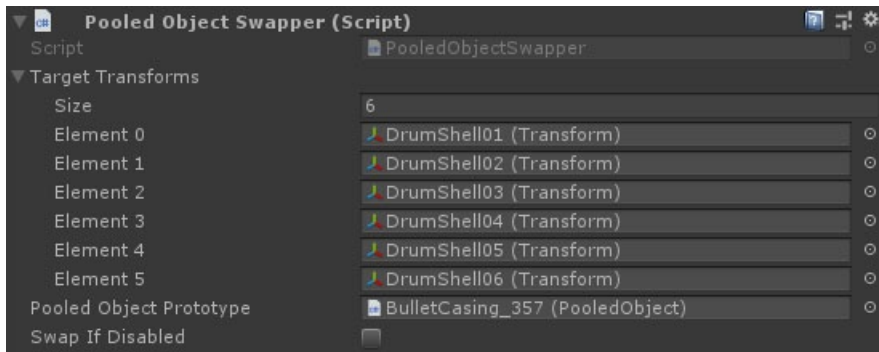 Pooled Object Swapper (Script)
Script PooledObjectSwapper
Target Transforms
Size 6
Element 0 DrumShell01 (Transform)
Element 1 DrumShell02 (Transform)
Element 2 DrumShell03 (Transform)
Element 3 DrumShell04 (Transform)
Element 4 DrumShell05 (Transform)
Element 5 DrumShell06 (Transform)
Pooled Object Prototype BulletCasing_357 (PooledObject)
Swap If Disabled